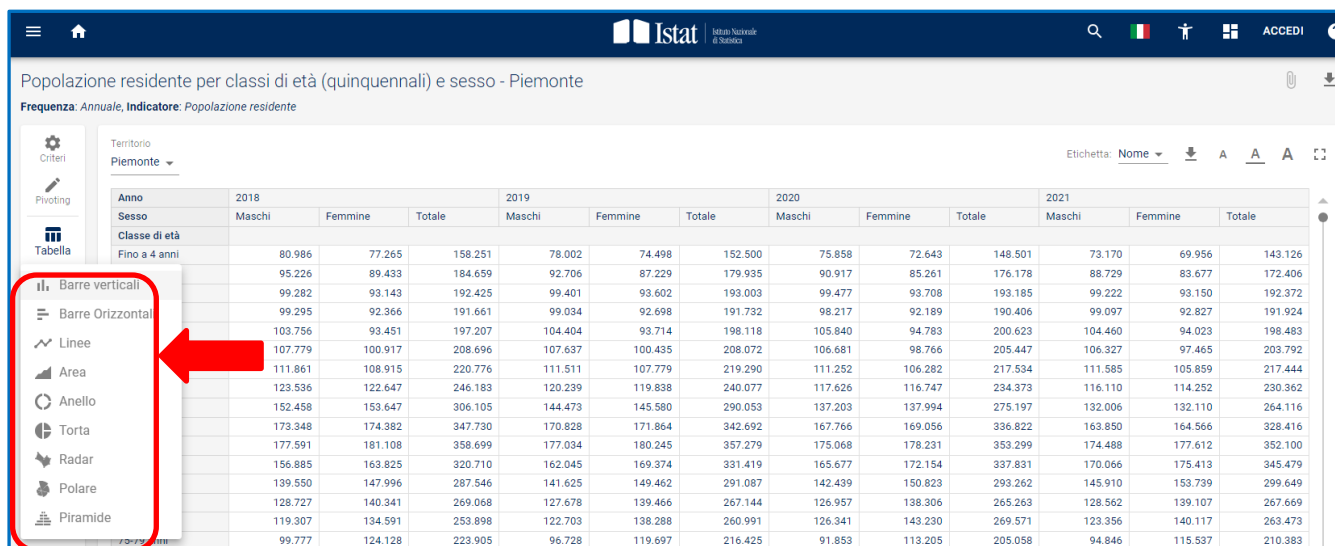 Istat Istituto Nazionale di Statistica ACCEDI
Popolazione residente per classi di età (quinquennali) e sesso - Piemonte
Frequenza: Annuale, Indicatore: Popolazione residente
Criteri
Pivoting
Tabella
Territorio
Piemonte
Etichetta: Nome A A A
Anno 2018 2019 2020 2021
Sesso Maschi Femmine Totale Maschi Femmine Totale Maschi Femmine Totale Maschi Femmine Totale
Classe di età
Fino a 4 anni 80.986 77.265 158.251 78.002 74.498 152.500 75.858 72.643 148.501 73.170 69.956 143.126
95.226 89.433 184.659 92.706 87.229 179.935 90.917 85.261 176.178 88.729 83.677 172.406
99.282 93.143 192.425 99.401 93.602 193.003 99.477 93.708 193.185 99.222 93.150 192.372
99.295 92.366 191.661 99.034 92.698 191.732 98.217 92.189 190.406 99.097 92.827 191.924
103.756 93.451 197.207 104.404 93.714 198.118 105.840 94.783 200.623 104.460 94.023 198.483
107.779 100.917 208.696 107.637 100.435 208.072 106.681 98.766 205.447 106.327 97.465 203.792
111.861 108.915 220.776 111.511 107.779 219.290 111.252 106.282 217.534 111.585 105.859 217.444
123.536 122.647 246.183 120.239 119.838 240.077 117.626 116.747 234.373 116.110 114.252 230.362
152.458 153.647 306.105 144.473 145.580 290.053 137.203 137.994 275.197 132.006 132.110 264.116
173.348 174.382 347.730 170.828 171.864 342.692 167.766 169.056 336.822 163.850 164.566 328.416
177.591 181.108 358.699 177.034 180.245 357.279 175.068 178.231 353.299 174.488 177.612 352.100
156.885 163.825 320.710 162.045 169.374 331.419 165.677 172.154 337.831 170.066 175.413 345.479
139.550 147.996 287.546 141.625 149.462 291.087 142.439 150.823 293.262 145.910 153.739 299.649
128.727 140.341 269.068 127.678 139.466 267.144 126.957 138.306 265.263 128.562 139.107 267.669
119.307 134.591 253.898 122.703 138.288 260.991 126.341 143.230 269.571 123.356 140.117 263.473
75-79 anni 99.777 124.128 223.905 96.728 119.697 216.425 91.853 113.205 205.058 94.846 115.537 210.383
Barre verticali
Barre Orizzontal
Linee
Area
Anello
Torta
Radar
Polare
Piramide